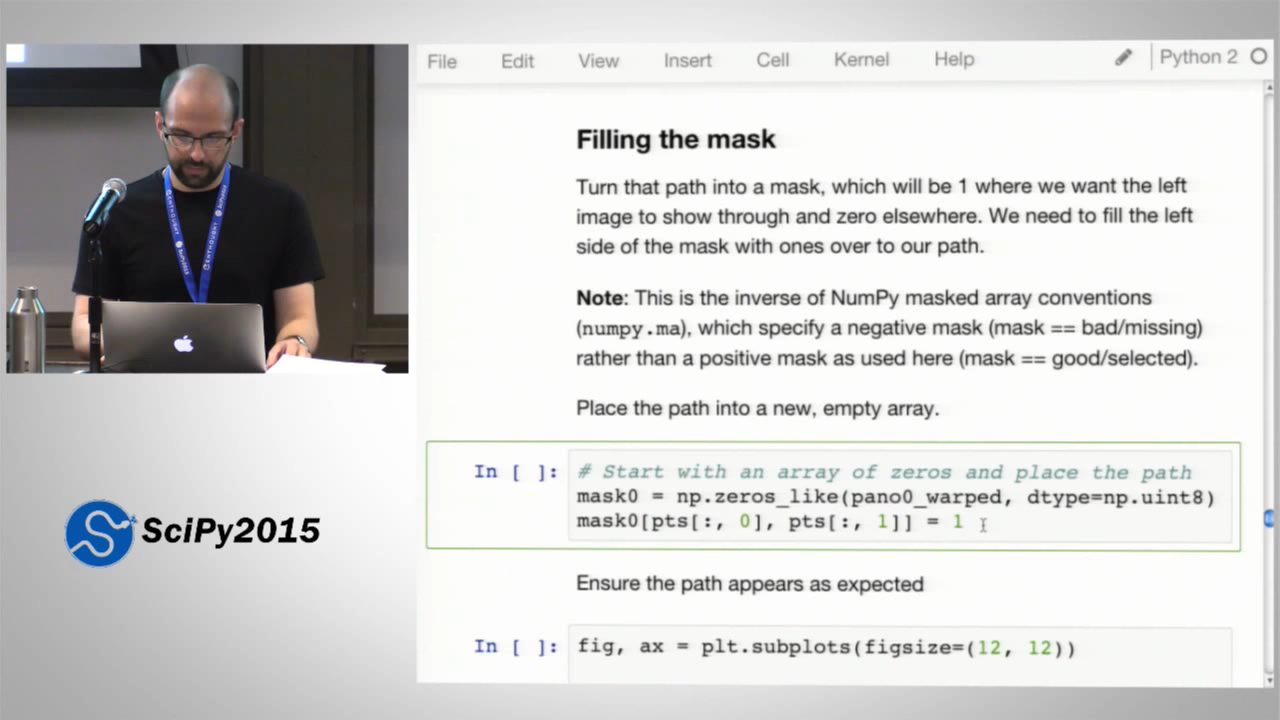 File Edit View Insert Cell Kernel Help Python 2
Filling the mask
Turn that path into a mask, which will be 1 where we want the left
image to show through and zero elsewhere. We need to fill the left
side of the mask with ones over to our path.
Note: This is the inverse of NumPy masked array conventions
(numpy.ma), which specify a negative mask (mask == bad/missing)
rather than a positive mask as used here (mask == good/selected).
Place the path into a new, empty array.
In [ ]: # Start with an array of zeros and place the path
mask0 = np.zeros_like(pano0_warped, dtype=np.uint8)
mask0[pts[:, 0], pts[:, 1]] = 1
Ensure the path appears as expected
In [ ]: fig, ax = plt.subplots(figsize=(12, 12))
ENTHOUGHT
SciPy2015